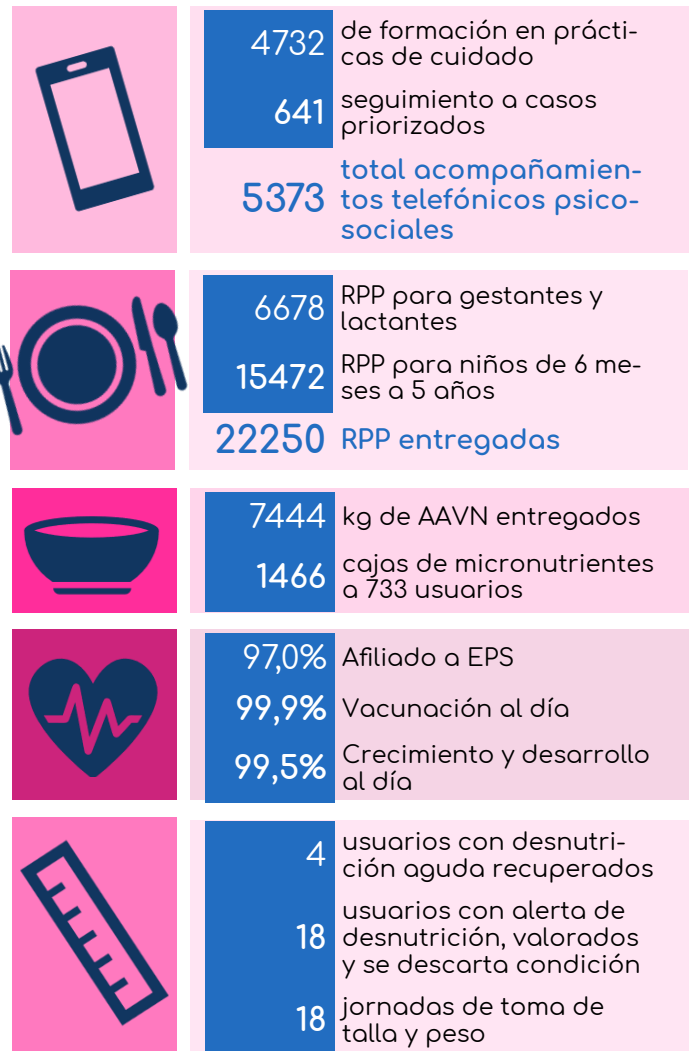 4732 de formación en prácti-
cas de cuidado
641 seguimiento a casos
priorizados
5373 total acompañamien-
tos telefónicos psico-
sociales
6678 RPP para gestantes y
lactantes
15472 RPP para niños de 6 me-
ses a 5 años
22250 RPP entregadas
7444 kg de AAVN entregados
1466 cajas de micronutrientes
a 733 usuarios
97,0% Afiliado a EPS
99,9% Vacunación al día
99,5% Crecimiento y desarrollo
al día
4 usuarios con desnutri-
ción aguda recuperados
18 usuarios con alerta de
desnutrición, valorados
y se descarta condición
18 jornadas de toma de
talla y peso